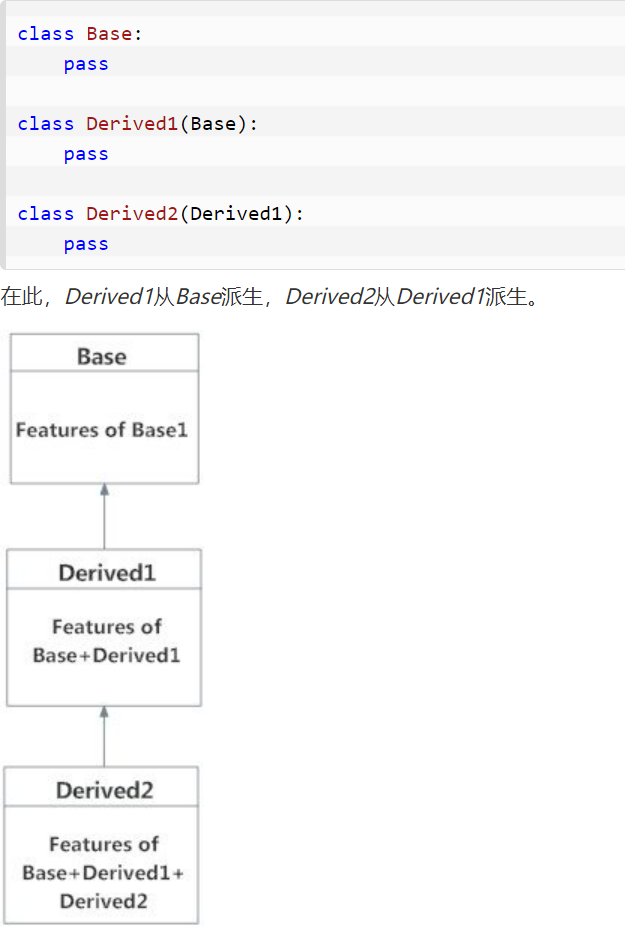 class Base:
    pass
class Derived1(Base):
    pass
class Derived2(Derived1):
    pass
在此，Derived1从Base派生，Derived2从Derived1派生。
Base
Features of Base1
Derived1
Features of
Base+Derived1
Derived2
Features of
Base+Derived1+
Derived2